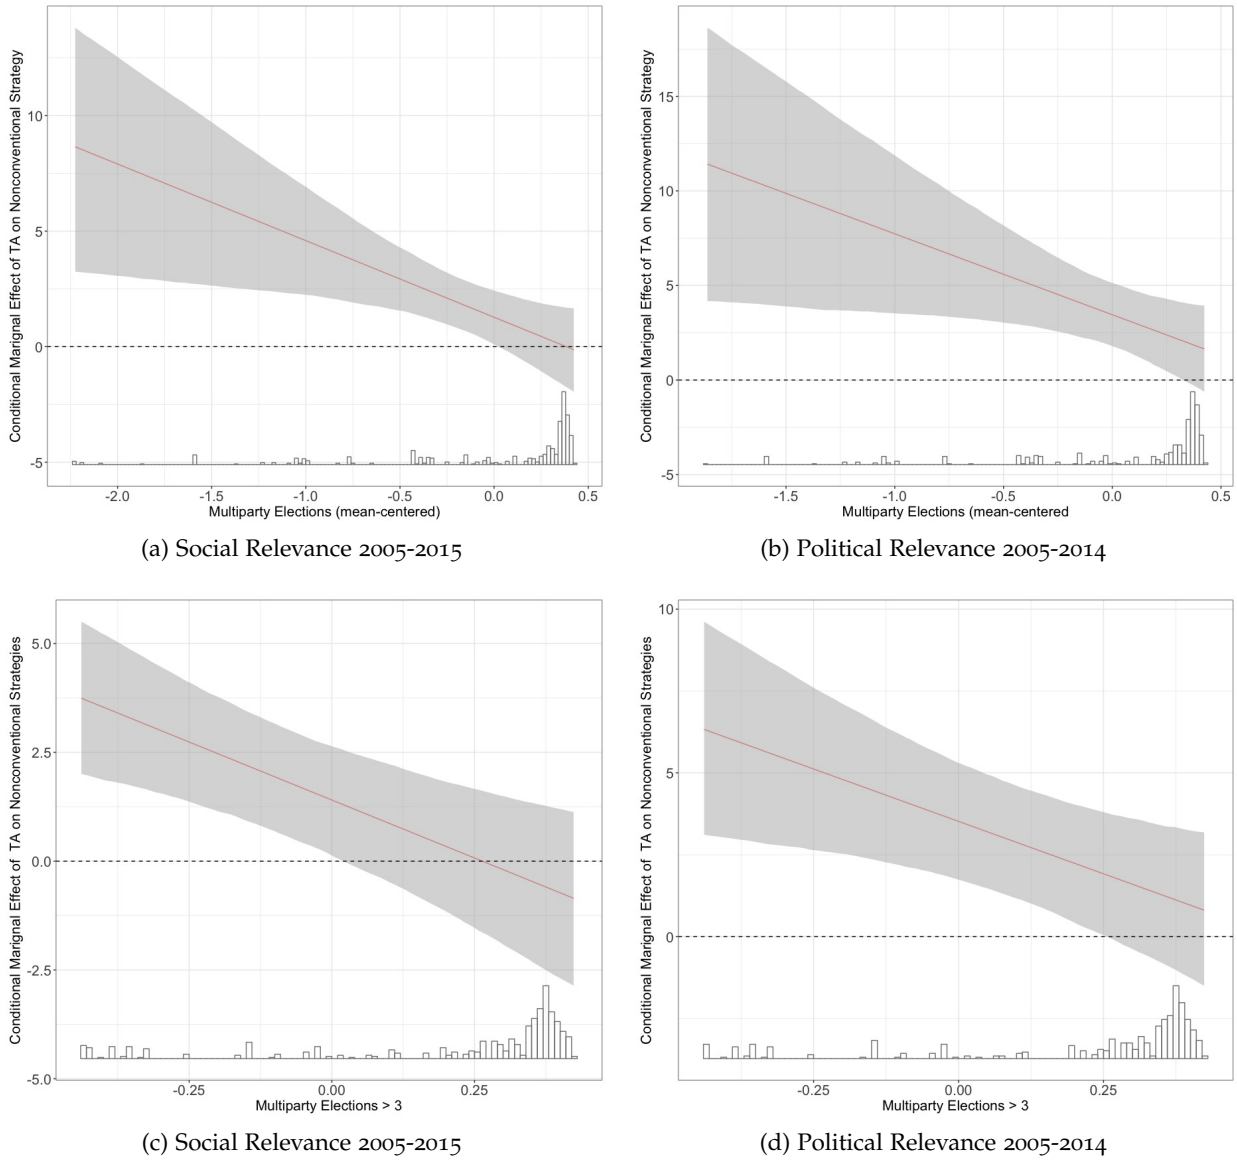 Conditional Marignal Effect of TA on Nonconventional Strategy
10
5
0
-5
-2.0 -1.5 -1.0 -0.5 0.0 0.5
Multiparty Elections (mean-centered)
(a) Social Relevance 2005-2015
Conditional Marignal Effect of TA on Nonconventional Strategy
15
10
5
0
-5
-1.5 -1.0 -0.5 0.0 0.5
Multiparty Elections (mean-centered
(b) Political Relevance 2005-2014
Conditional Marignal Effect of TA on Nonconventional Strategies
5.0
2.5
0.0
-2.5
-5.0
-0.25 0.00 0.25
Multiparty Elections > 3
(c) Social Relevance 2005-2015
Conditional Marignal Effect of TA on Nonconventional Strategies
10
5
0
-0.25 0.00 0.25
Multiparty Elections > 3
(d) Political Relevance 2005-2014